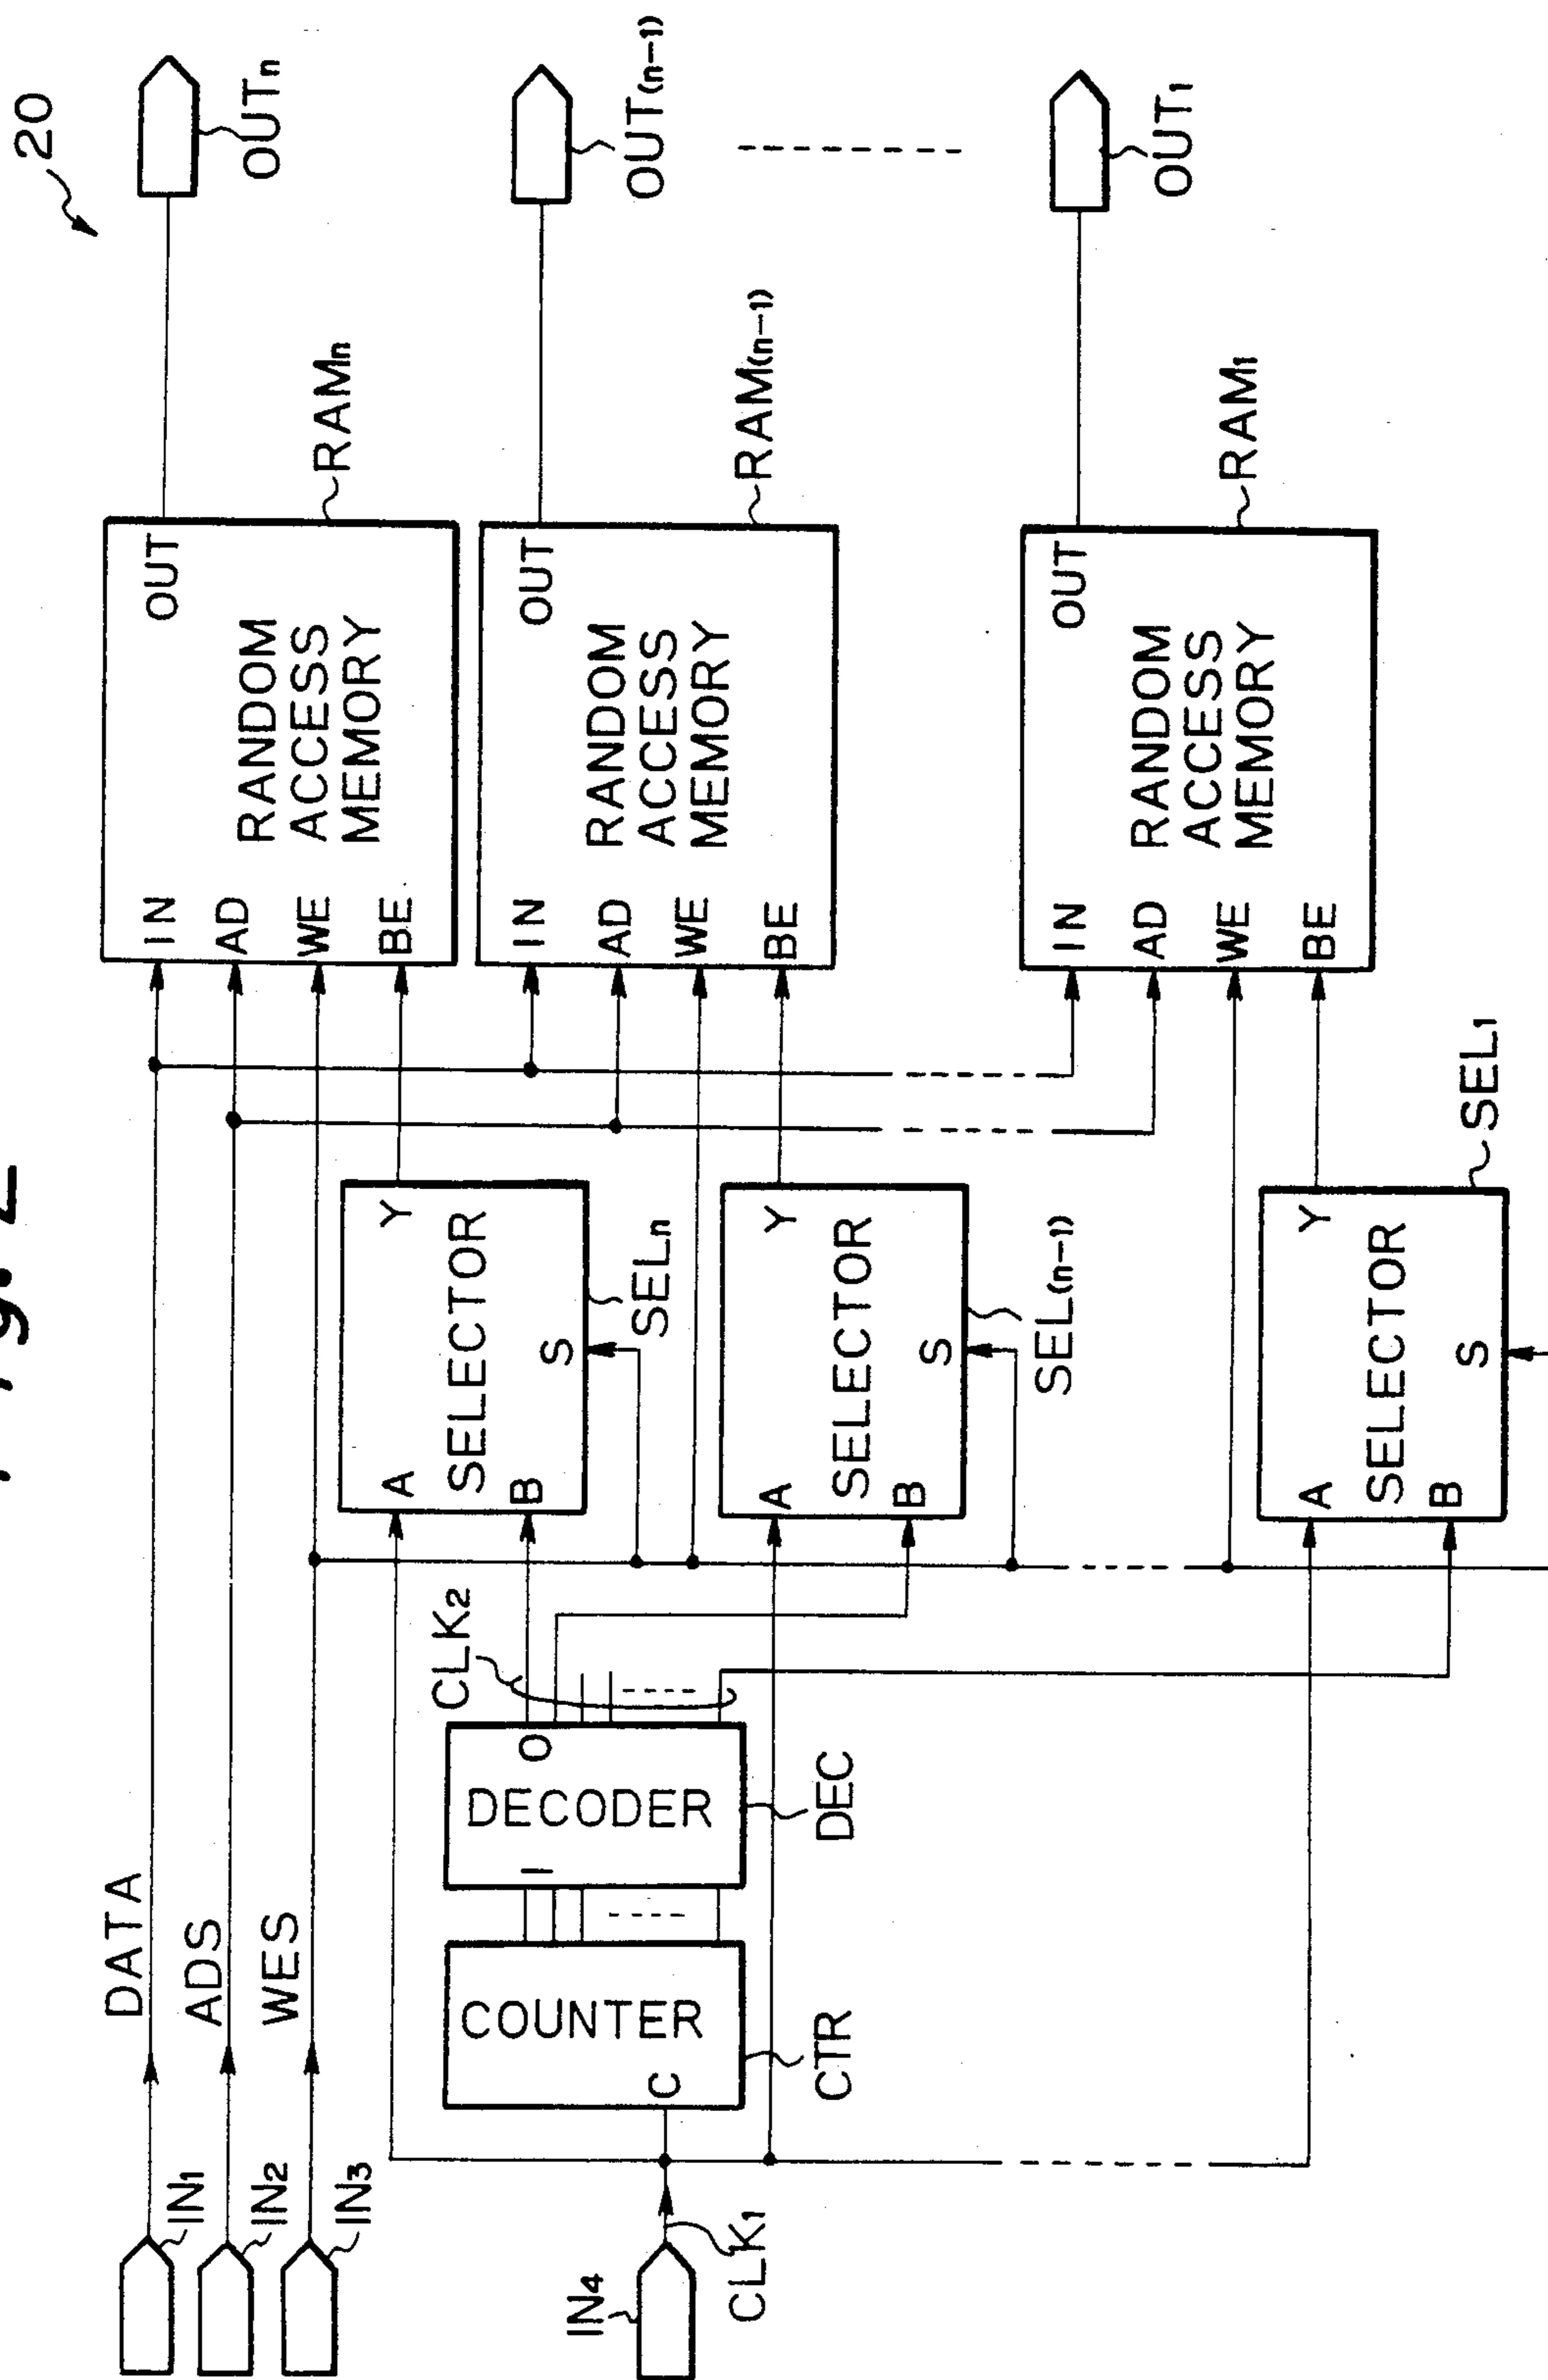 20
DATA
ADS
WES
IN1
IN2
IN3
IN4
CLK1
COUNTER
C
CTR
DECODER
I
O
DEC
CLK2
SELECTOR
A
B
S
Y
SELn
SELECTOR
A
B
S
Y
SEL(n-1)
SELECTOR
A
B
S
Y
SEL1
IN
AD
WE
BE
OUT
RANDOM
ACCESS
MEMORY
RAMn
OUTn
IN
AD
WE
BE
OUT
RANDOM
ACCESS
MEMORY
RAM(n-1)
OUT(n-1)
IN
AD
WE
BE
OUT
RANDOM
ACCESS
MEMORY
RAM1
OUT1